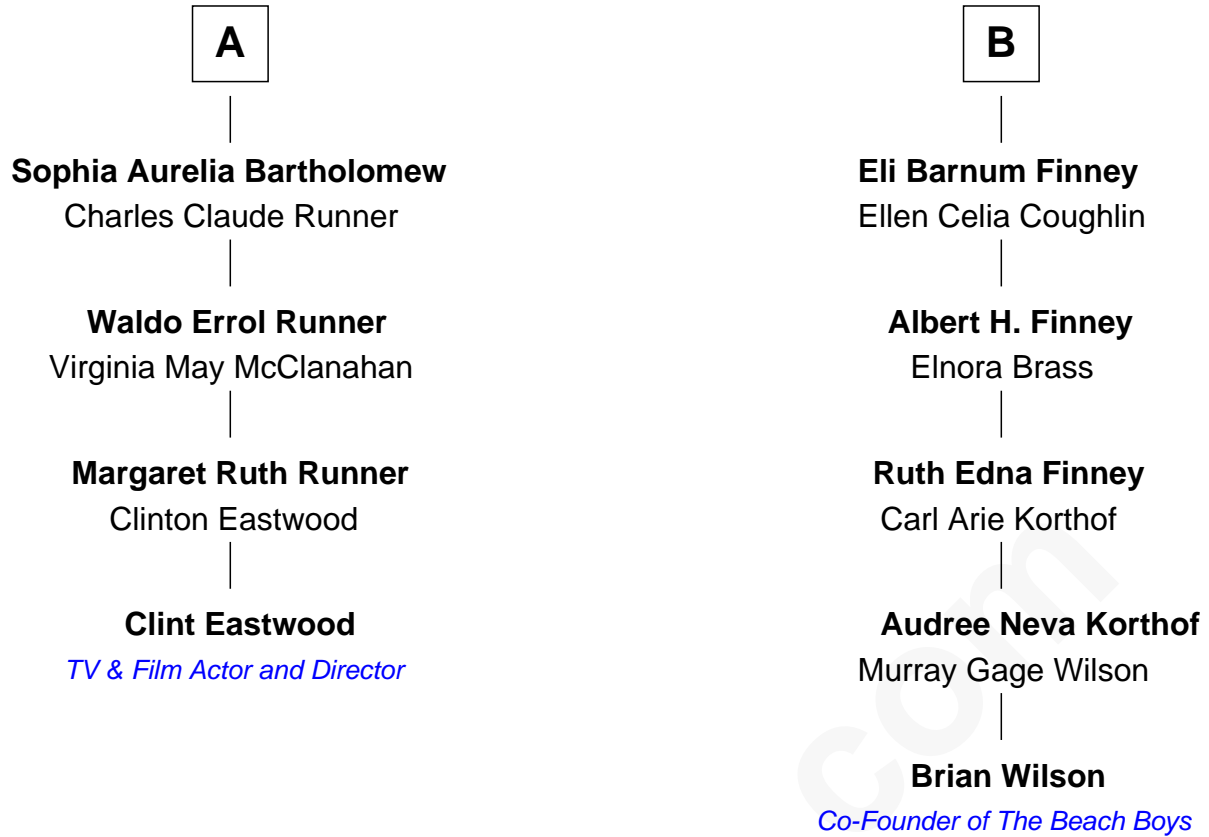 A
Sophia Aurelia Bartholomew
Charles Claude Runner
Waldo Errol Runner
Virginia May McClanahan
Margaret Ruth Runner
Clinton Eastwood
Clint Eastwood
TV & Film Actor and Director
B
Eli Barnum Finney
Ellen Celia Coughlin
Albert H. Finney
Elnora Brass
Ruth Edna Finney
Carl Arie Korthof
Audree Neva Korthof
Murray Gage Wilson
Brian Wilson
Co-Founder of The Beach Boys
com